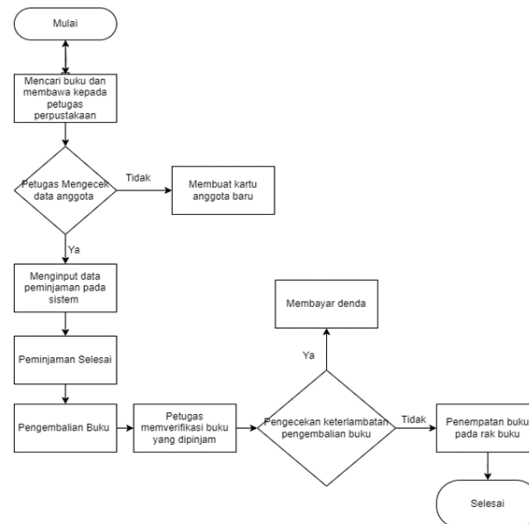 Mulai
Mencari buku dan
membawa kepada
petugas
perpustakaan
Petugas Mengecek
data anggota
Tidak
Membuat kartu
anggota baru
Ya
Menginput data
peminjaman pada
sistem
Peminjaman Selesai
Pengembalian Buku
Petugas
memverifikasi buku
yang dipinjam
Pengecekan keterlambatan
pengembalian buku
Ya
Membayar denda
Tidak
Penempatan buku
pada rak buku
Selesai